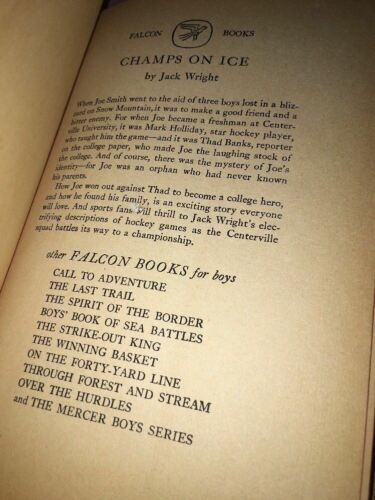 FALCON BOOKS
CHAMPS ON ICE
by Jack Wright
When Joe Smith went to the aid of three boys lost in a bliz-
zard on Snow Mountain, it was to make a good friend and a
bitter enemy. For when Joe became a freshman at Center-
ville University, it was Mark Holliday, star hockey player,
who taught him the game—and it was Thad Banks, reporter
on the college paper, who made Joe the laughing stock of
the college. And of course, there was the mystery of Joe's
identity—for Joe was an orphan who had never known
his parents.
How Joe won out against Thad to become a college hero,
and how he found his family, is an exciting story everyone
will love. And sports fans will thrill to Jack Wright's elec-
trifying descriptions of hockey games as the Centerville
squad battles its way to a championship.
other FALCON BOOKS for boys
CALL TO ADVENTURE
THE LAST TRAIL
THE SPIRIT OF THE BORDER
BOYS' BOOK OF SEA BATTLES
THE STRIKE-OUT KING
THE WINNING BASKET
ON THE FORTY-YARD LINE
THROUGH FOREST AND STREAM
OVER THE HURDLES
and THE MERCER BOYS SERIES